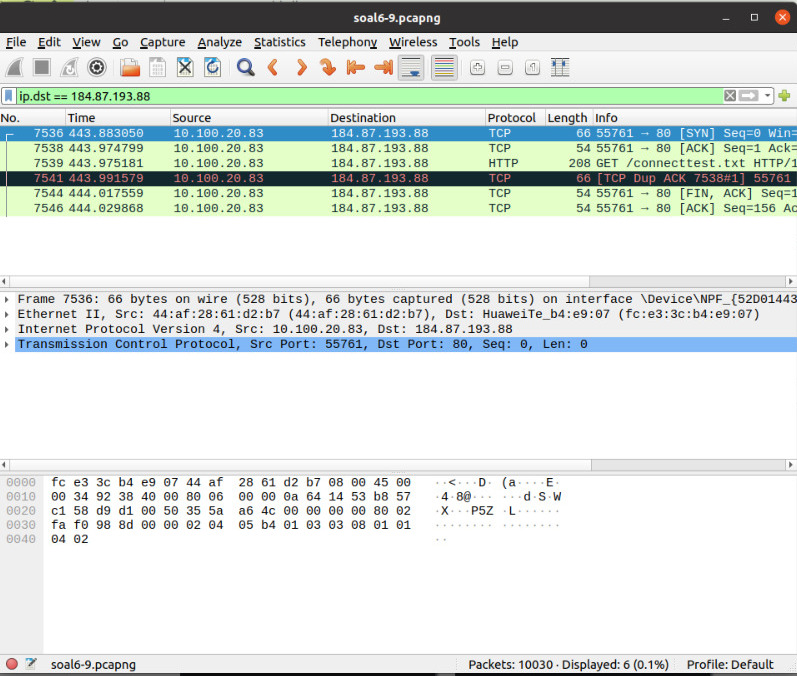 soal6-9.pcapng
File Edit View Go Capture Analyze Statistics Telephony Wireless Tools Help
ip.dst == 184.87.193.88
No. Time Source Destination Protocol Length Info
7536 443.883050 10.100.20.83 184.87.193.88 TCP 66 55761 → 80 [SYN] Seq=0 Win=
7538 443.974799 10.100.20.83 184.87.193.88 TCP 54 55761 → 80 [ACK] Seq=1 Ack=
7539 443.975181 10.100.20.83 184.87.193.88 HTTP 208 GET /connecttest.txt HTTP/1
7541 443.991579 10.100.20.83 184.87.193.88 TCP 66 [TCP Dup ACK 7538#1] 55761
7544 444.017559 10.100.20.83 184.87.193.88 TCP 54 55761 → 80 [FIN, ACK] Seq=1
7546 444.029868 10.100.20.83 184.87.193.88 TCP 54 55761 → 80 [ACK] Seq=156 Ac
Frame 7536: 66 bytes on wire (528 bits), 66 bytes captured (528 bits) on interface \Device\NPF_{52D01443
Ethernet II, Src: 44:af:28:61:d2:b7 (44:af:28:61:d2:b7), Dst: HuaweiTe_b4:e9:07 (fc:e3:3c:b4:e9:07)
Internet Protocol Version 4, Src: 10.100.20.83, Dst: 184.87.193.88
Transmission Control Protocol, Src Port: 55761, Dst Port: 80, Seq: 0, Len: 0
0000 fc e3 3c b4 e9 07 44 af 28 61 d2 b7 08 00 45 00 ··<···D· (a····E·
0010 00 34 92 38 40 00 80 06 00 00 0a 64 14 53 b8 57 ·4·8@··· ···d·S·W
0020 c1 58 d9 d1 00 50 35 5a a6 4c 00 00 00 00 80 02 ·X···P5Z ·L······
0030 fa f0 98 8d 00 00 02 04 05 b4 01 03 03 08 01 01 ········ ········
0040 04 02 ··
soal6-9.pcapng Packets: 10030 · Displayed: 6 (0.1%) Profile: Default